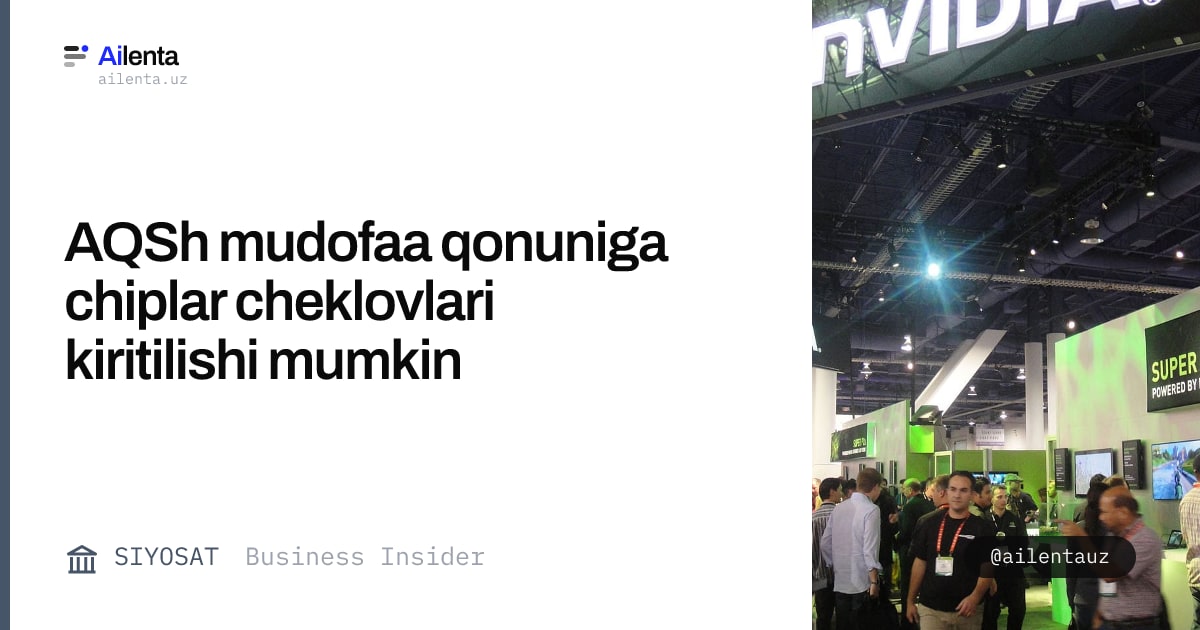 Ailenta
ailenta.uz
AQSh mudofaa qonuniga
chiplar cheklovlari
kiritilishi mumkin
SIYOSAT Business Insider
nVIDIA
SUPER
POWERED BY
@ailentauz